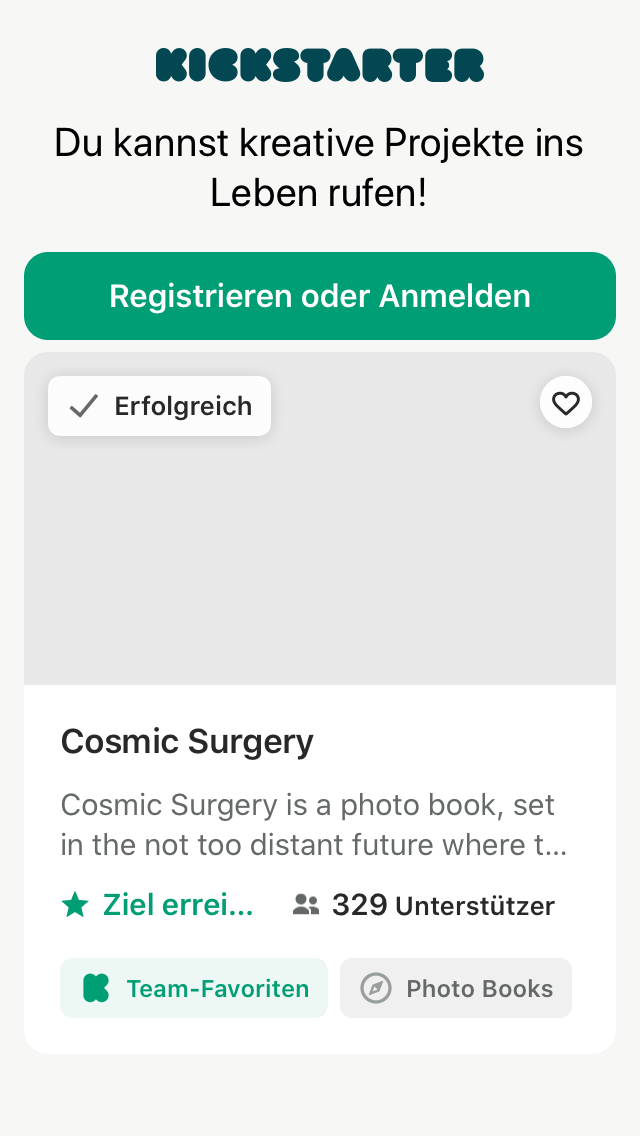 KICKSTARTER
Du kannst kreative Projekte ins
Leben rufen!
Registrieren oder Anmelden
Erfolgreich
Cosmic Surgery
Cosmic Surgery is a photo book, set
in the not too distant future where t...
Ziel errei... 329 Unterstützer
Team-Favoriten Photo Books